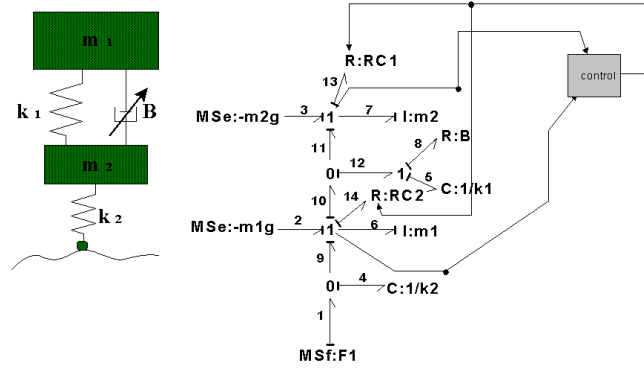 m 1
k 1
B
m 2
k 2
R:RC1
control
13
MSe:-m2g
3
1
7
I:m2
11
8
R:B
0
12
1
5
C:1/k1
10
14
R:RC2
MSe:-m1g
2
1
6
I:m1
9
4
0
C:1/k2
1
MSf:F1